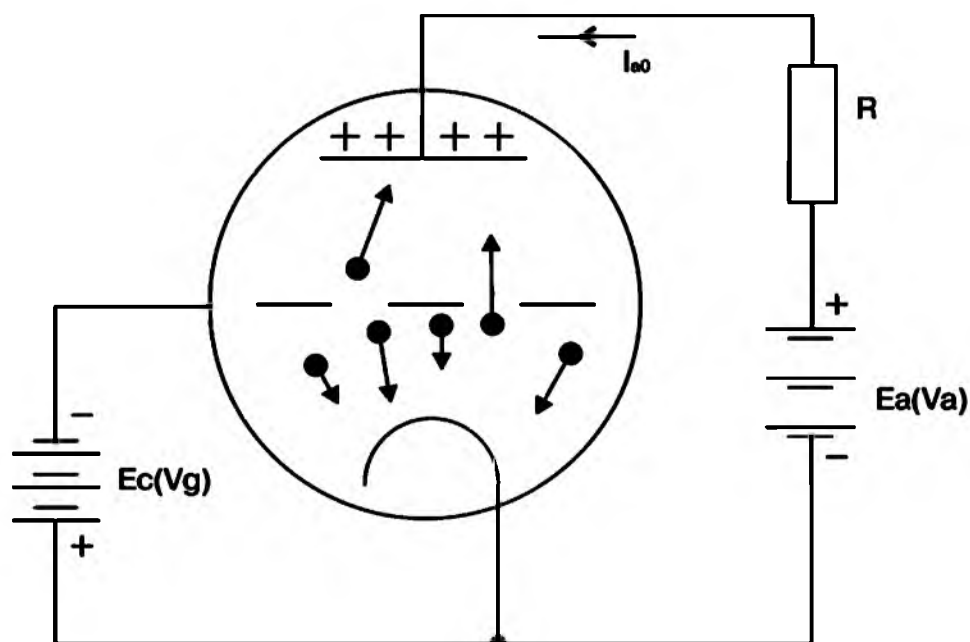 Ia0
R
+ + + +
+
Ea(Va)
-
-
Ec(Vg)
+